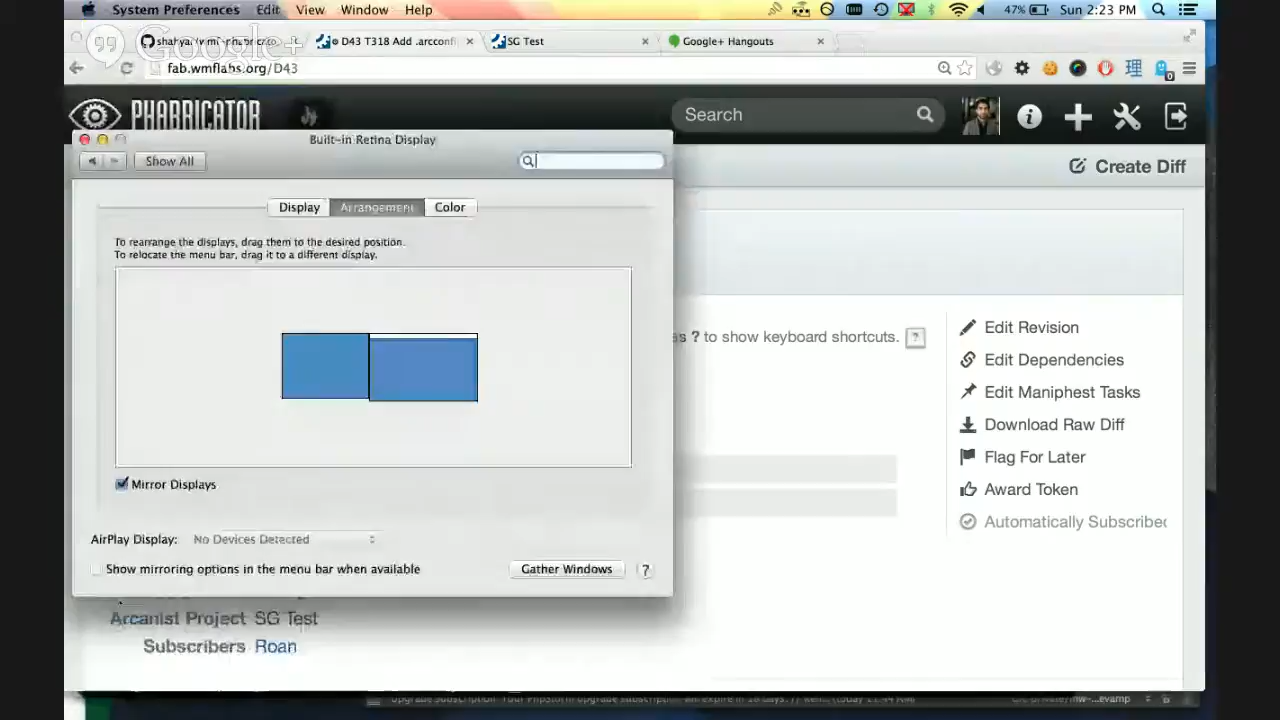 System Preferences Edit View Window Help 47% Sun 2:23 PM
Google+
D43 T318 Add .arcconfi × SG Test × Google+ Hangouts ×
fab.wmflabs.org/D43
PHABRICATOR Search
Built-in Retina Display
Show All
Create Diff
Display Arrangement Color
To rearrange the displays, drag them to the desired position.
To relocate the menu bar, drag it to a different display.
as ? to show keyboard shortcuts. ?
Edit Revision
Edit Dependencies
Edit Maniphest Tasks
Download Raw Diff
Flag For Later
Award Token
Automatically Subscribed
Mirror Displays
AirPlay Display: No Devices Detected
Show mirroring options in the menu bar when available Gather Windows ?
Arcanist Project SG Test
Subscribers Roan